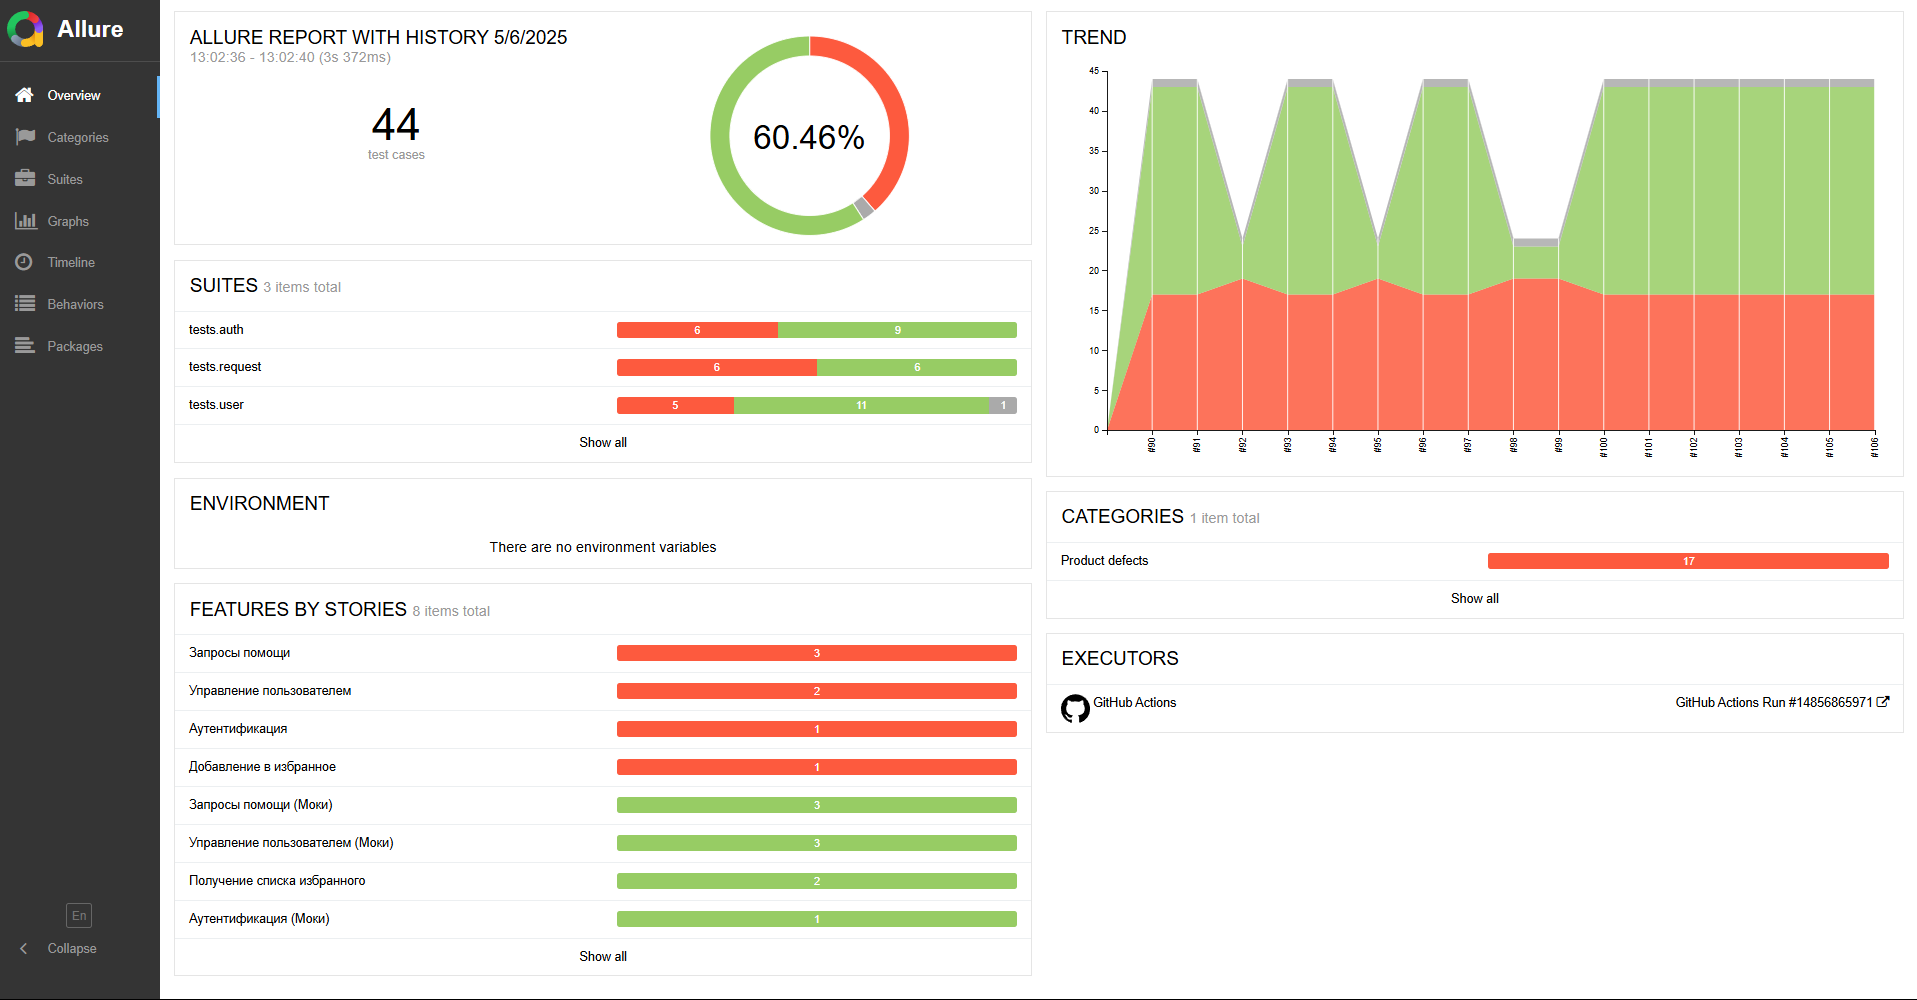 Allure
Overview
Categories
Suites
Graphs
Timeline
Behaviors
Packages
En
Collapse
ALLURE REPORT WITH HISTORY 5/6/2025
13:02:36 - 13:02:40 (3s 372ms)
44
test cases
60.46%
SUITES 3 items total
tests.auth 6 9
tests.request 6 6
tests.user 5 11 1
Show all
ENVIRONMENT
There are no environment variables
FEATURES BY STORIES 8 items total
Запросы помощи 3
Управление пользователем 2
Аутентификация 1
Добавление в избранное 1
Запросы помощи (Моки) 3
Управление пользователем (Моки) 3
Получение списка избранного 2
Аутентификация (Моки) 1
Show all
TREND
45
40
35
30
25
20
15
10
5
0
#90 #91 #92 #93 #94 #95 #96 #97 #98 #99 #100 #101 #102 #103 #104 #105 #106
CATEGORIES 1 item total
Product defects 17
Show all
EXECUTORS
GitHub Actions GitHub Actions Run #14856865971